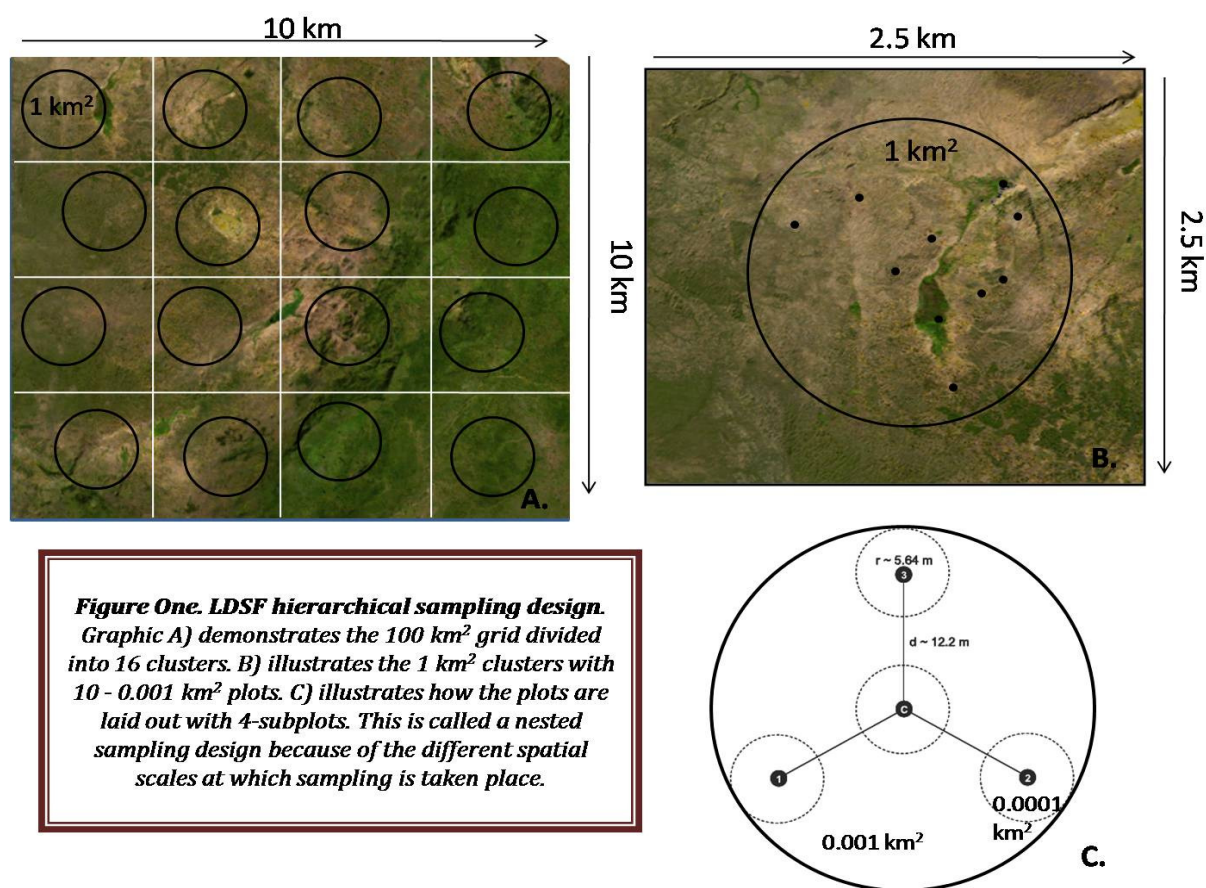 10 km
1 km²
10 km
A.
2.5 km
1 km²
2.5 km
B.
Figure One. LDSF hierarchical sampling design.
Graphic A) demonstrates the 100 km² grid divided
into 16 clusters. B) illustrates the 1 km² clusters with
10 - 0.001 km² plots. C) illustrates how the plots are
laid out with 4-subplots. This is called a nested
sampling design because of the different spatial
scales at which sampling is taken place.
r ~ 5.64 m
3
d ~ 12.2 m
C
1
2
0.0001
km²
0.001 km²
C.